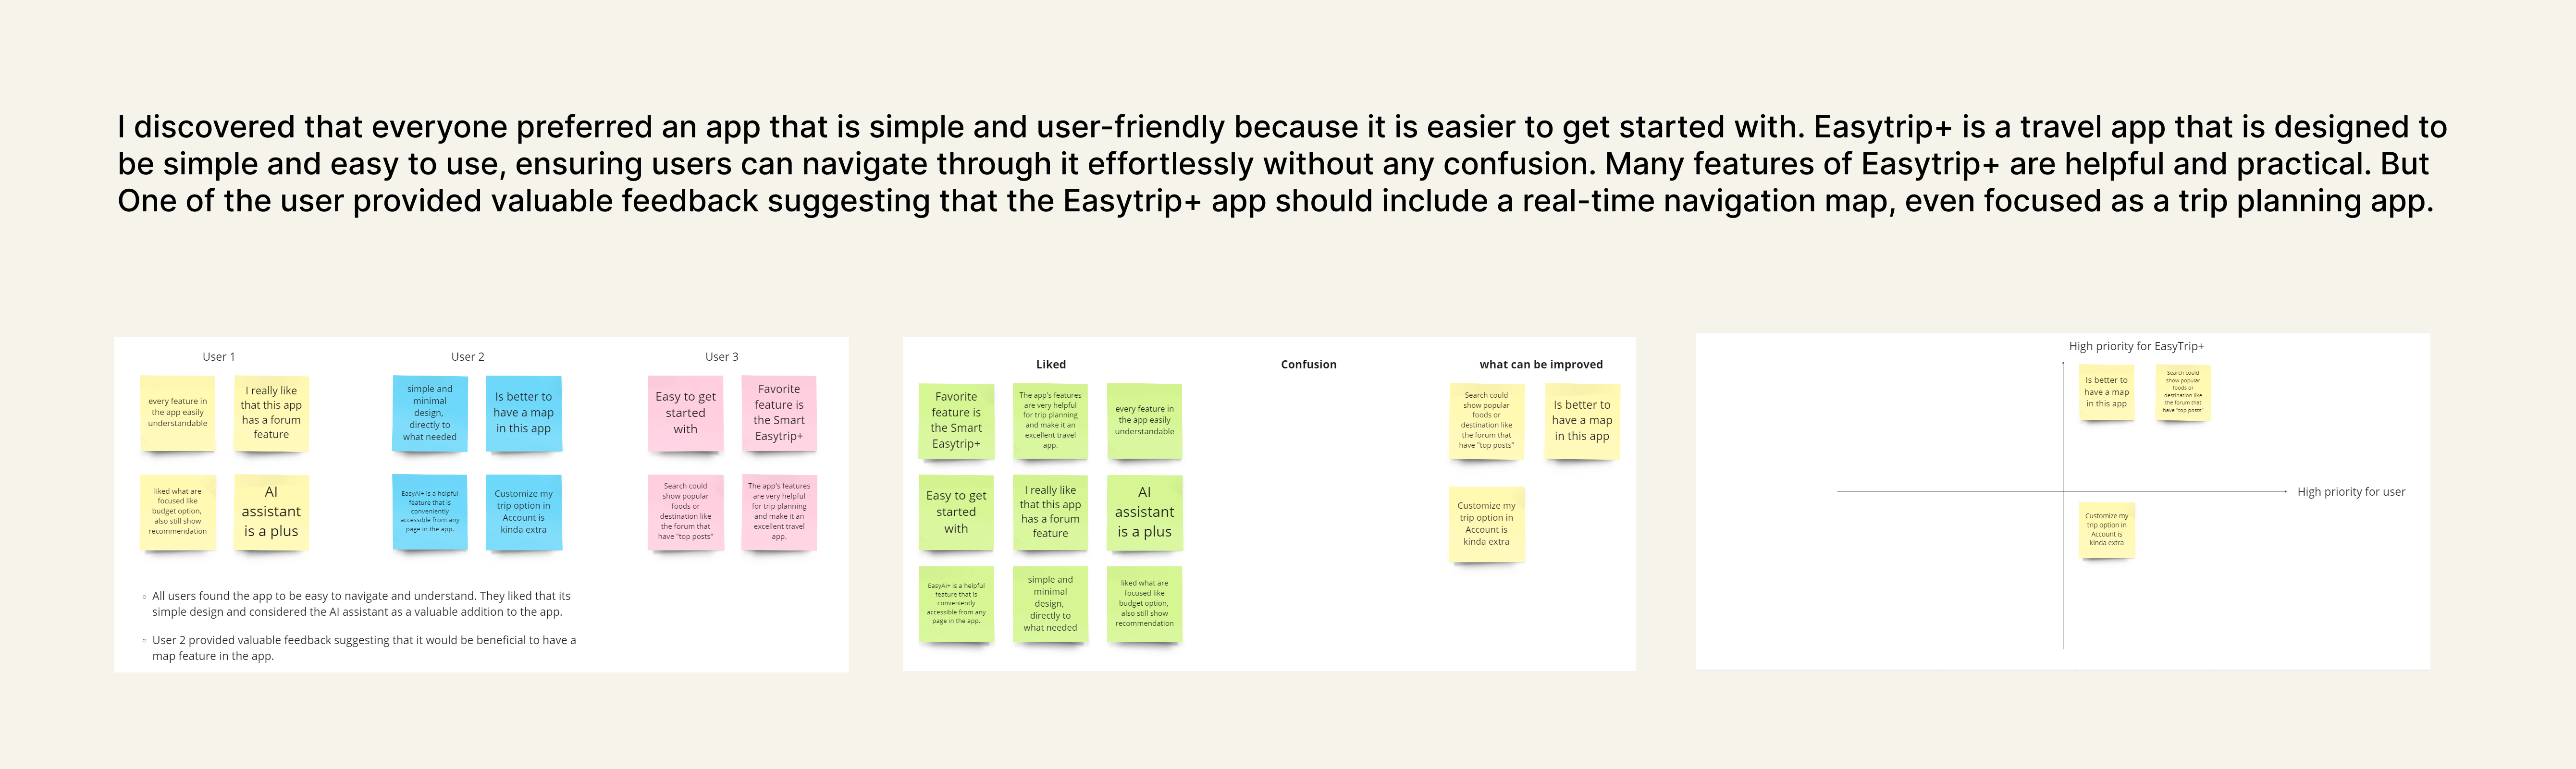 I discovered that everyone preferred an app that is simple and user-friendly because it is easier to get started with. Easytrip+ is a travel app that is designed to
be simple and easy to use, ensuring users can navigate through it effortlessly without any confusion. Many features of Easytrip+ are helpful and practical. But
One of the user provided valuable feedback suggesting that the Easytrip+ app should include a real-time navigation map, even focused as a trip planning app.
User 1
every feature in
the app easily
understandable
I really like
that this app
has a forum
feature
liked what are
focused like
budget option,
also still show
recommendation
AI
assistant
is a plus
User 2
simple and
minimal
design,
directly to
what needed
Is better to
have a map
in this app
EasyAi+ is a helpful
feature that is
conveniently
accessible from any
page in the app.
Customize my
trip option in
Account is
kinda extra
User 3
Easy to get
started
with
Favorite
feature is
the Smart
Easytrip+
Search could
show popular
foods or
destination like
the forum that
have "top posts"
The app's features
are very helpful
for trip planning
and make it an
excellent travel
app.
All users found the app to be easy to navigate and understand. They liked that its
simple design and considered the AI assistant as a valuable addition to the app.
User 2 provided valuable feedback suggesting that it would be beneficial to have a
map feature in the app.
Liked
Favorite
feature is
the Smart
Easytrip+
The app's features
are very helpful
for trip planning
and make it an
excellent travel
app.
every feature in
the app easily
understandable
Easy to get
started
with
I really like
that this app
has a forum
feature
AI
assistant
is a plus
EasyAi+ is a helpful
feature that is
conveniently
accessible from any
page in the app.
simple and
minimal
design,
directly to
what needed
liked what are
focused like
budget option,
also still show
recommendation
Confusion
what can be improved
Search could
show popular
foods or
destination like
the forum that
have "top posts"
Is better to
have a map
in this app
Customize my
trip option in
Account is
kinda extra
High priority for EasyTrip+
Is better to
have a map
in this app
Search could
show popular
foods or
destination like
the forum that
have "top posts"
High priority for user
Customize my
trip option in
Account is
kinda extra